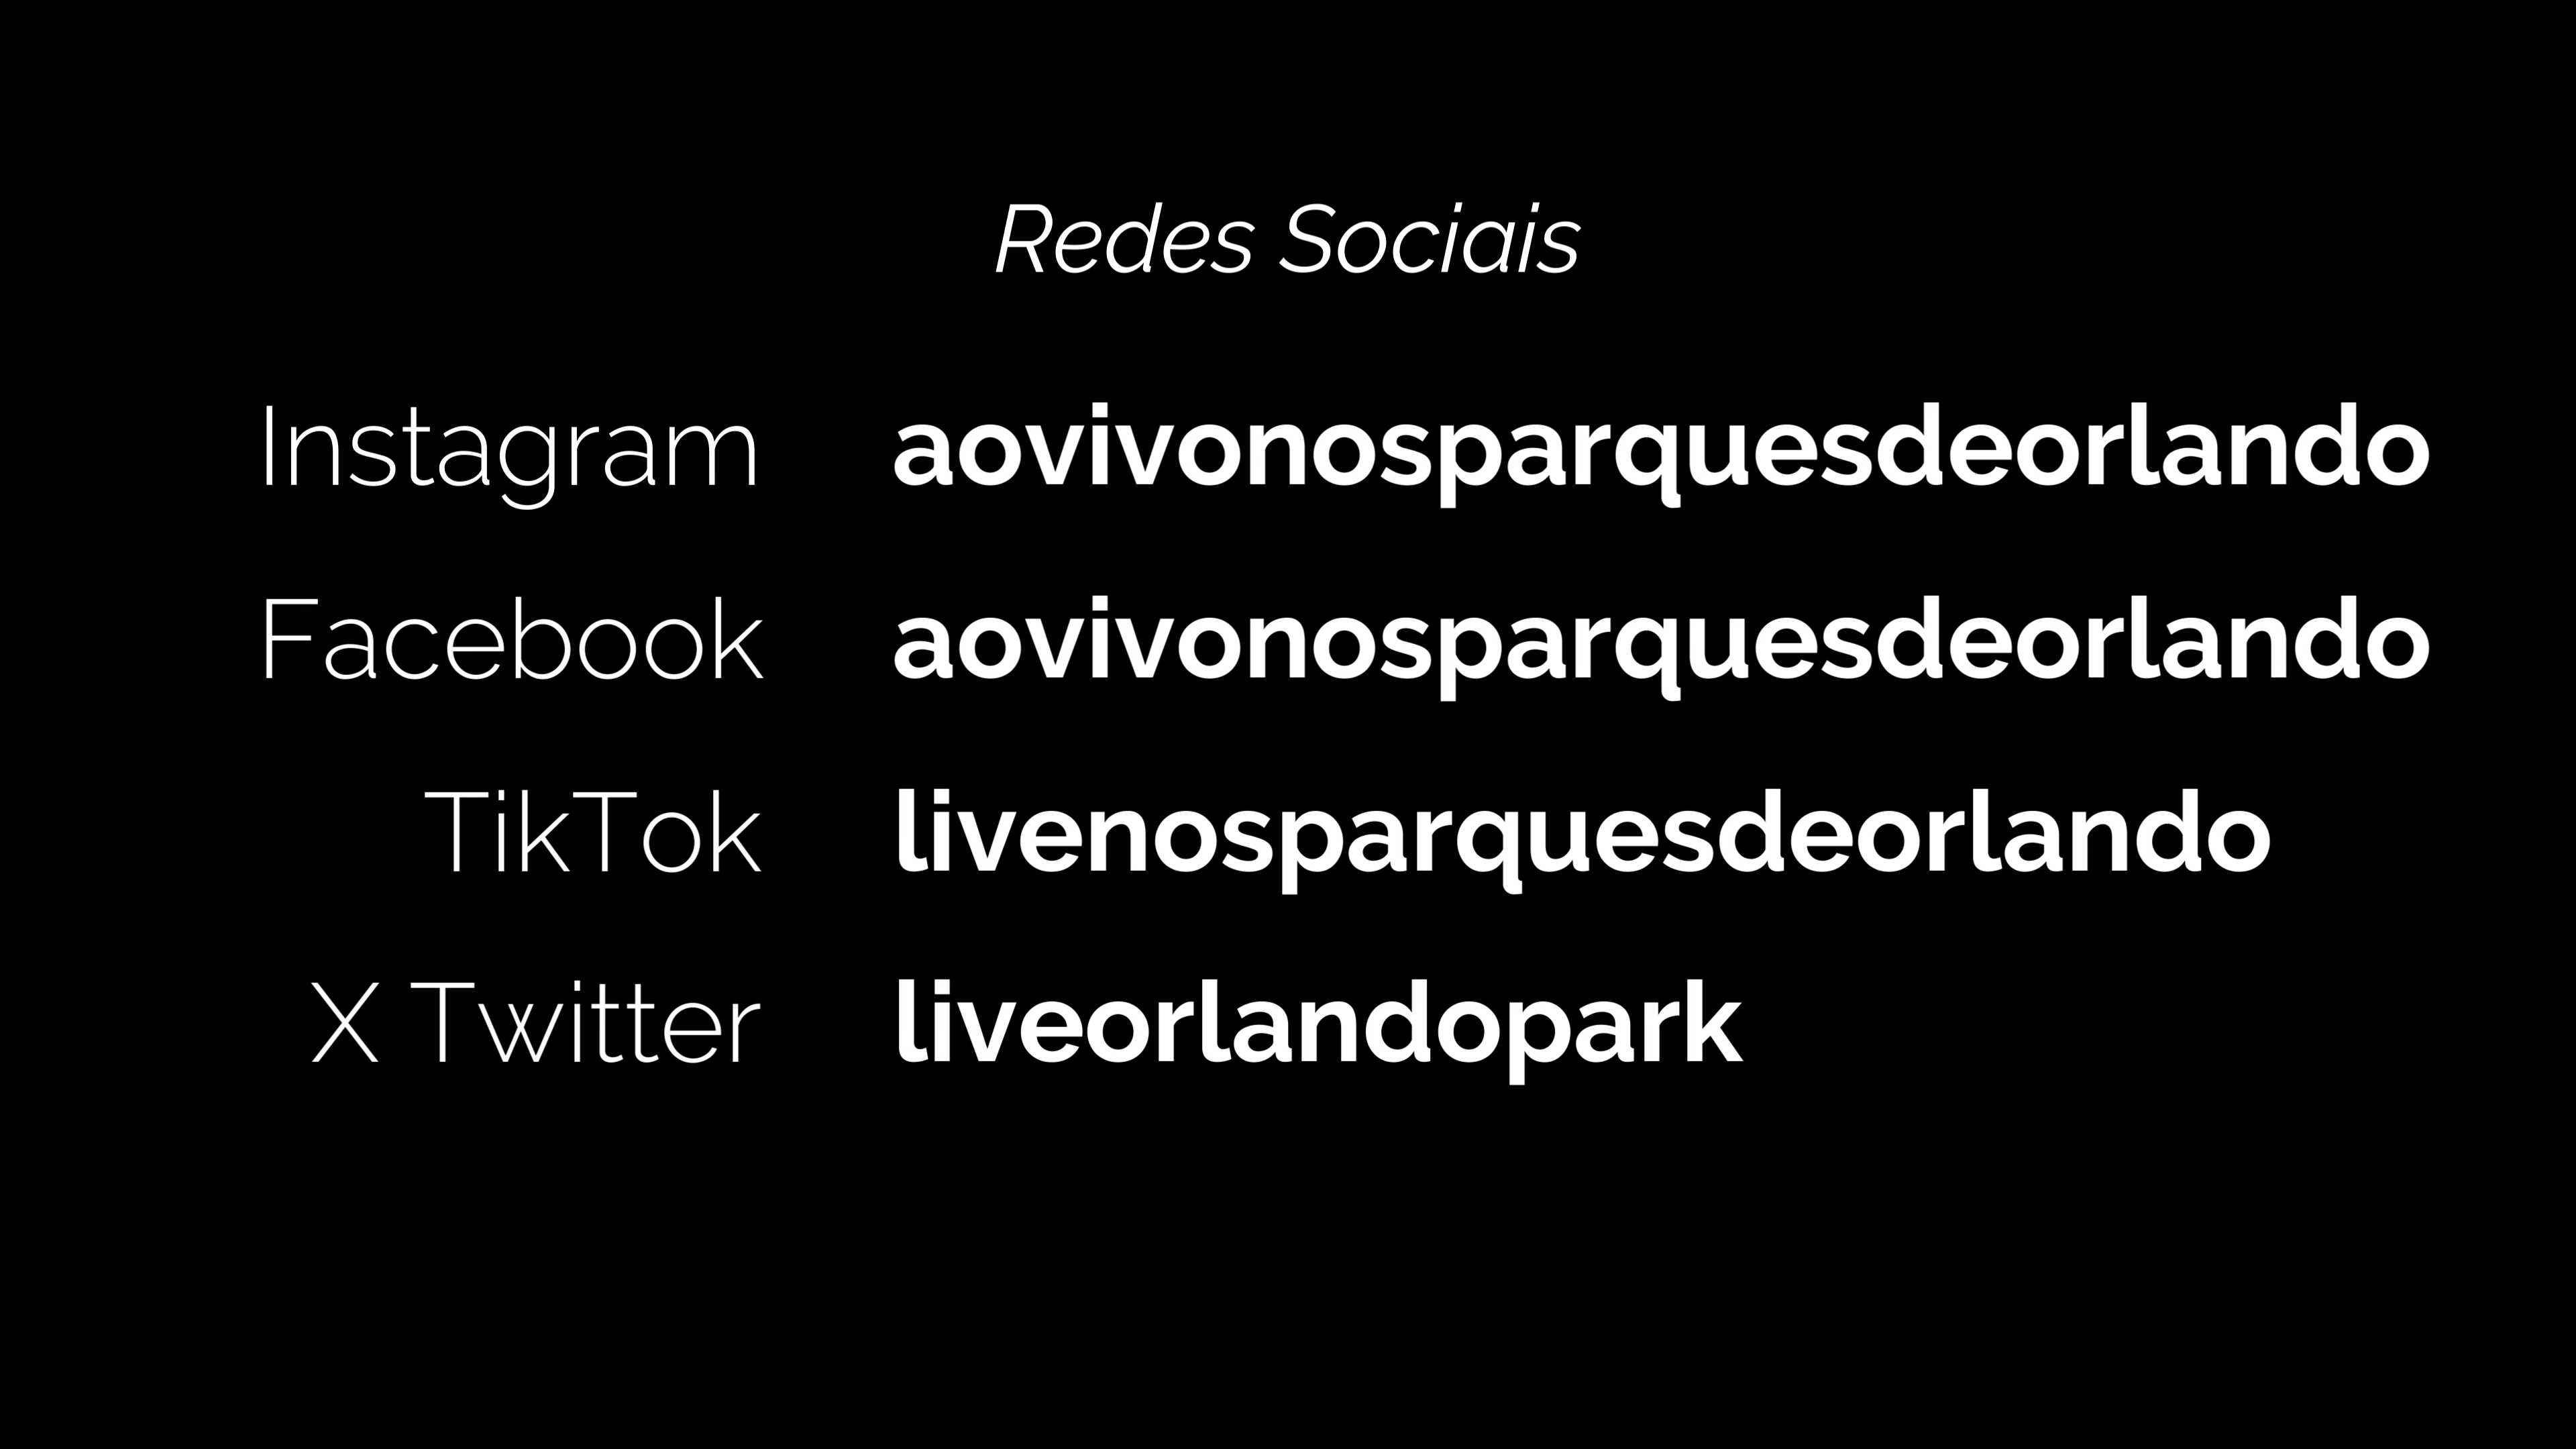 Redes Sociais
Instagram aovivonosparquesdeorlando
Facebook aovivonosparquesdeorlando
TikTok livenosparquesdeorlando
X Twitter liveorlandopark